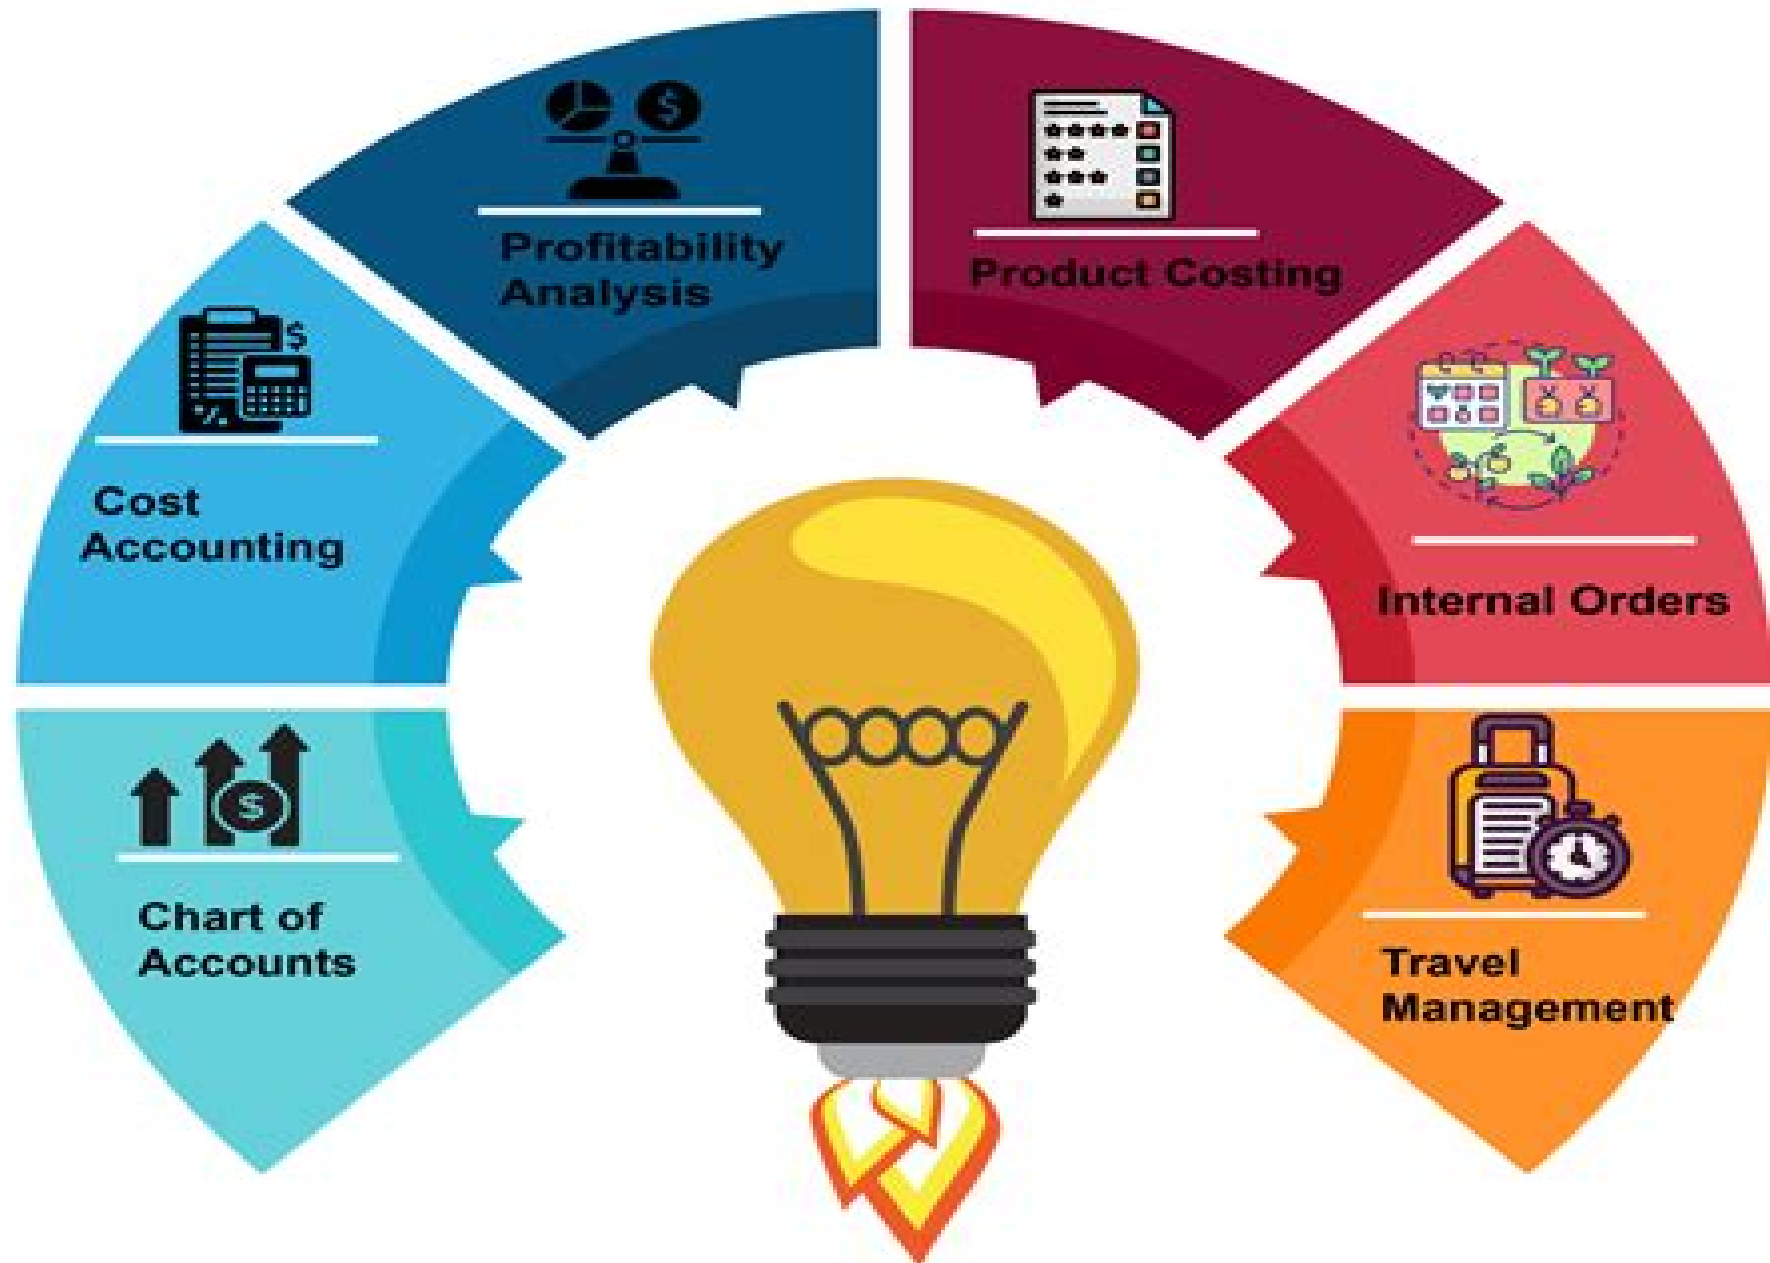 Profitability
Analysis
Product Costing
$
Cost
Accounting
Internal Orders
$
Chart of
Accounts
Travel
Management